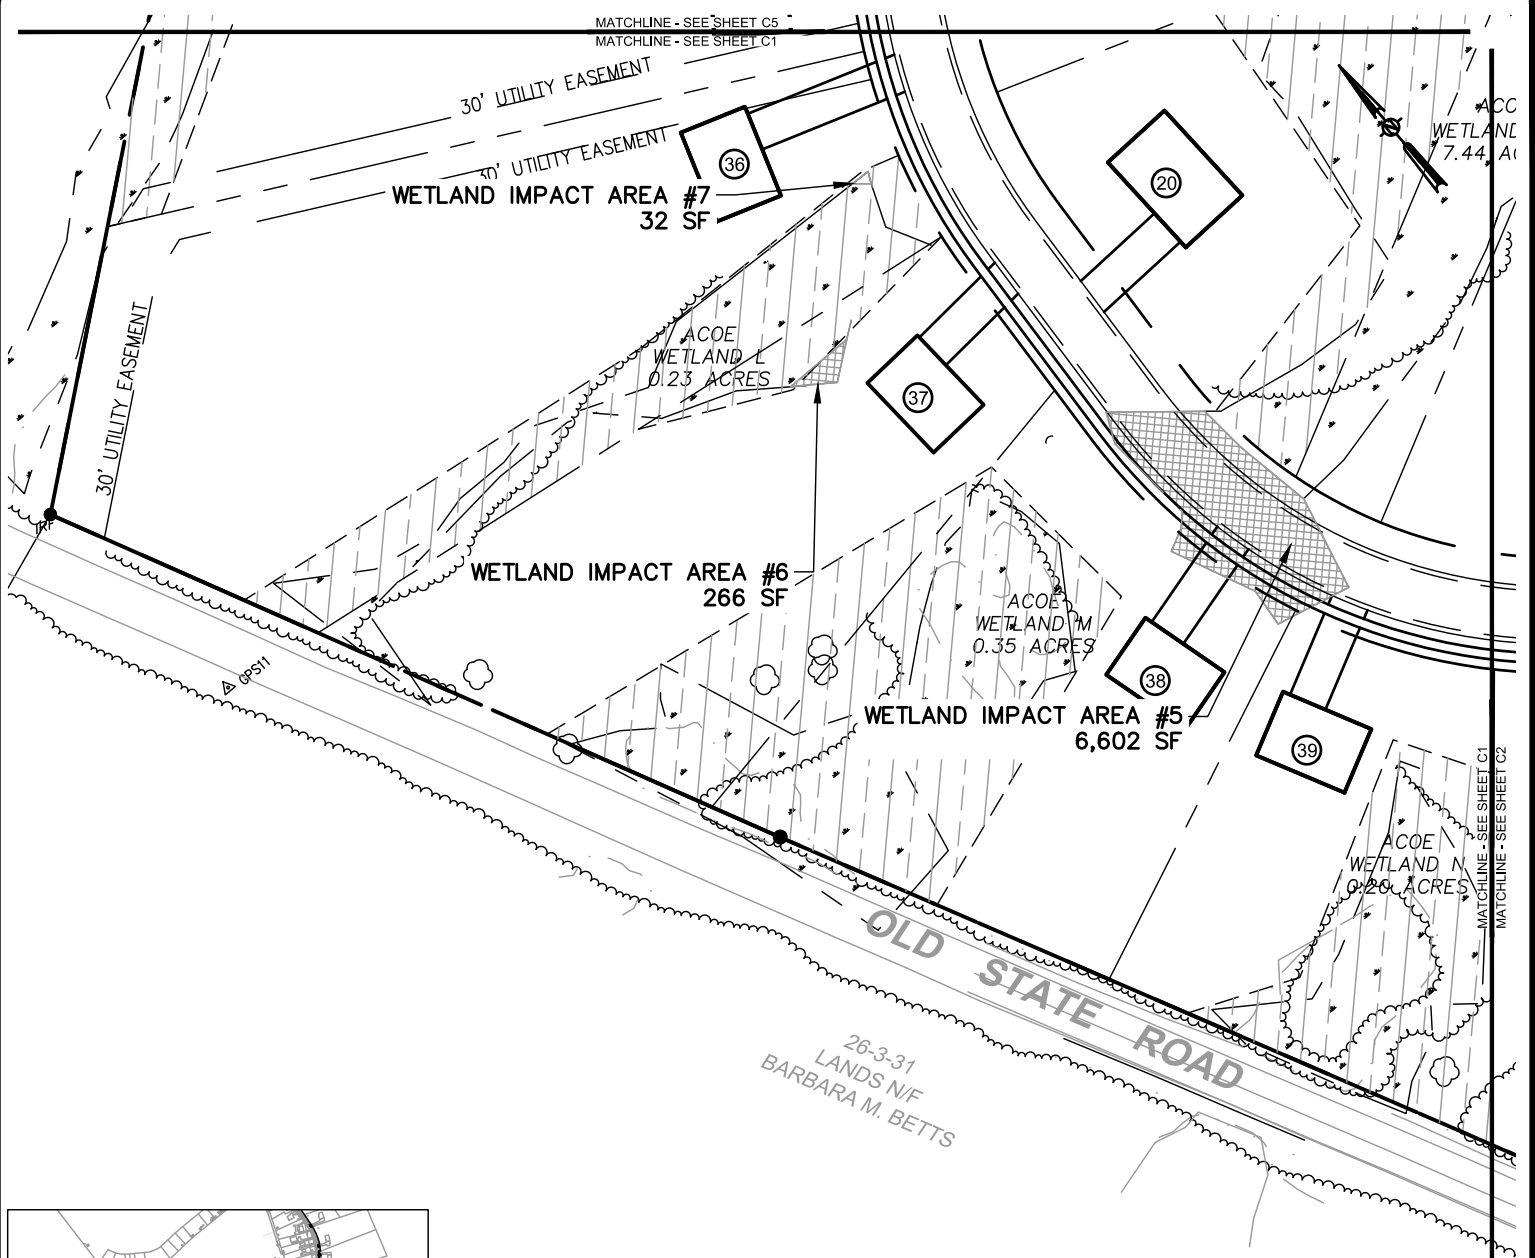 MATCHLINE - SEE SHEET C5
MATCHLINE - SEE SHEET C1
30' UTILITY EASEMENT
30' UTILITY EASEMENT
36
WETLAND IMPACT AREA #7
32 SF
20
ACO
WETLAND
7.44 AC
30' UTILITY EASEMENT
ACOE
WETLAND L
0.23 ACRES
37
IRF
WETLAND IMPACT AREA #6
266 SF
ACOE
WETLAND M
0.35 ACRES
GPS11
38
WETLAND IMPACT AREA #5
6,602 SF
39
MATCHLINE - SEE SHEET C1
MATCHLINE - SEE SHEET C2
ACOE
WETLAND N
0.20 ACRES
OLD STATE ROAD
26-3-31
LANDS N/F
BARBARA M. BETTS